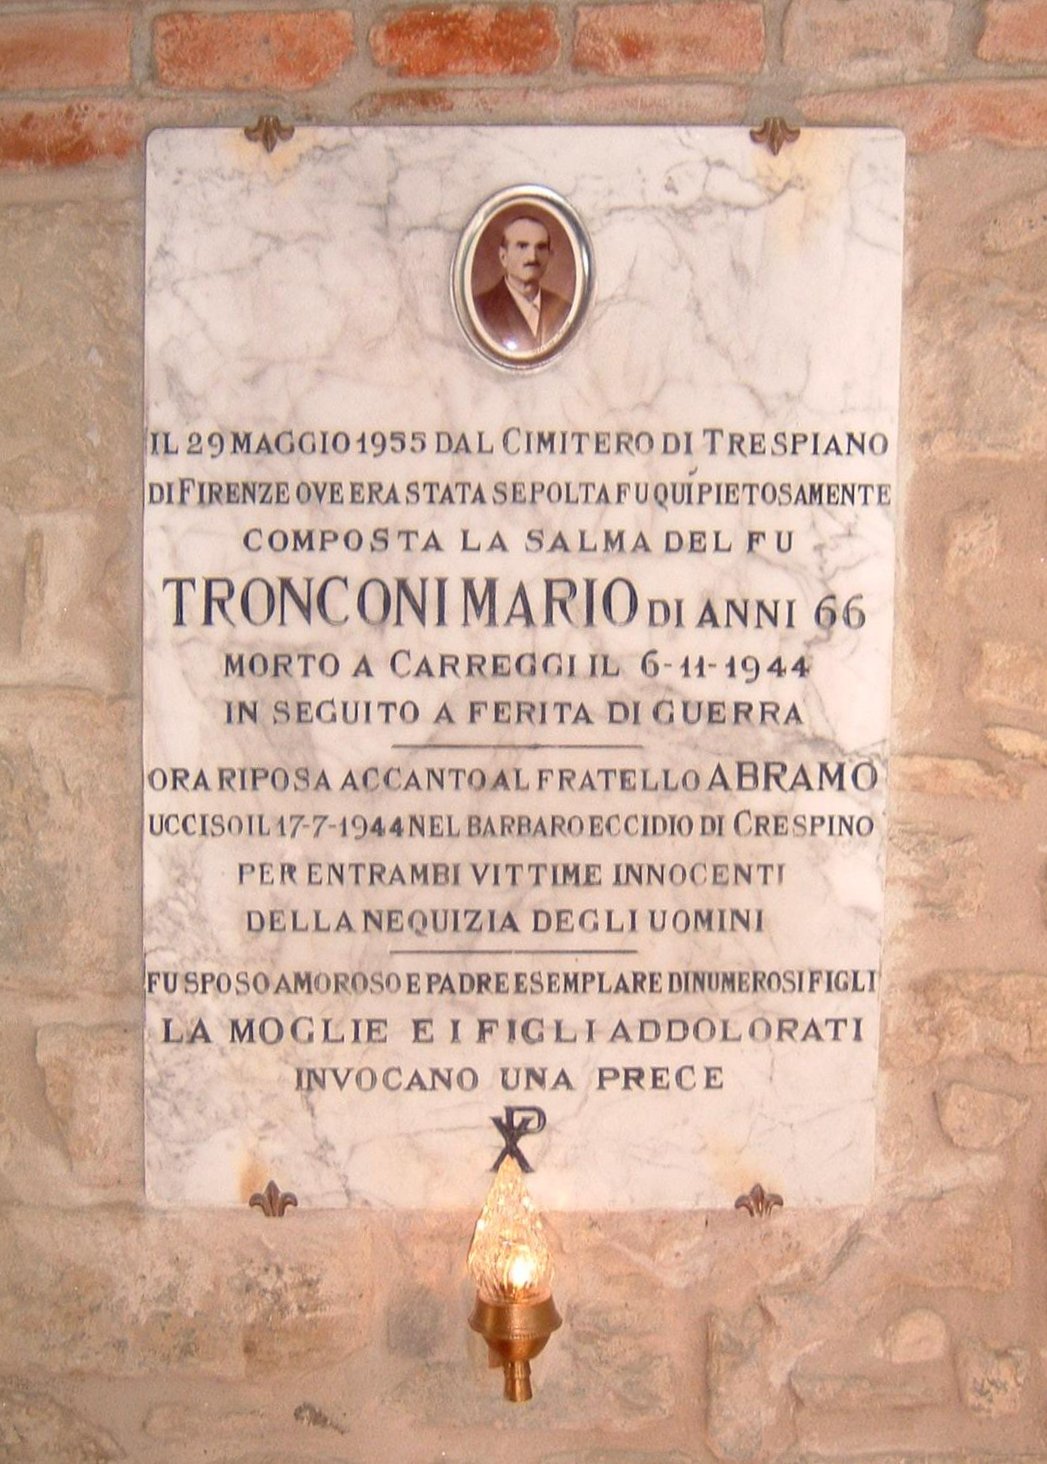 IL 29 MAGGIO 1955 DAL CIMITERO DI TRESPIANO
DI FIRENZE OVE ERA STATA SEPOLTA FU QUI PIETOSAMENTE
COMPOSTA LA SALMA DEL FU
TRONCONI MARIO DI ANNI 66
MORTO A CARREGGI IL 6-11-1944
IN SEGUITO A FERITA DI GUERRA
ORA RIPOSA ACCANTO AL FRATELLO ABRAMO
UCCISO IL 17-7-1944 NEL BARBARO ECCIDIO DI CRESPINO
PER ENTRAMBI VITTIME INNOCENTI
DELLA NEQUIZIA DEGLI UOMINI
FU SPOSO AMOROSO E PADRE ESEMPLARE DI NUMEROSI FIGLI
LA MOGLIE E I FIGLI ADDOLORATI
INVOCANO UNA PRECE